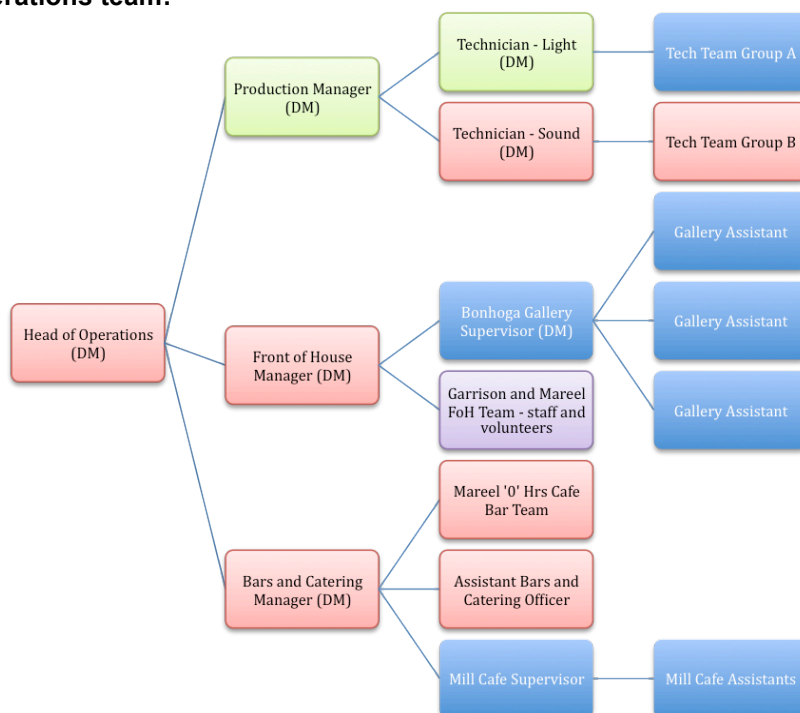 Technician - Light
(DM)
Tech Team Group A
Production Manager
(DM)
Technician - Sound
(DM)
Tech Team Group B
Gallery Assistant
Bonhoga Gallery
Supervisor (DM)
Gallery Assistant
Head of Operations
(DM)
Front of House
Manager (DM)
Garrison and Mareel
FoH Team - staff and
volunteers
Gallery Assistant
Mareel '0' Hrs Cafe
Bar Team
Bars and Catering
Manager (DM)
Assistant Bars and
Catering Officer
Mill Cafe Supervisor
Mill Cafe Assistants